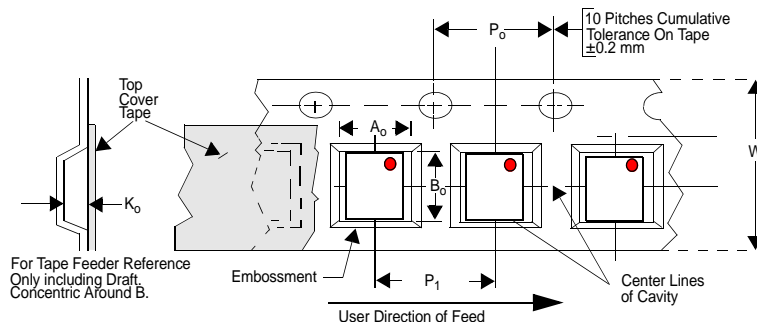 10 Pitches Cumulative
Tolerance On Tape
±0.2 mm
Po
Top
Cover
Tape
Ao
W
Bo
Ko
For Tape Feeder Reference
Only including Draft.
Concentric Around B.
Embossment
P1
Center Lines
of Cavity
User Direction of Feed